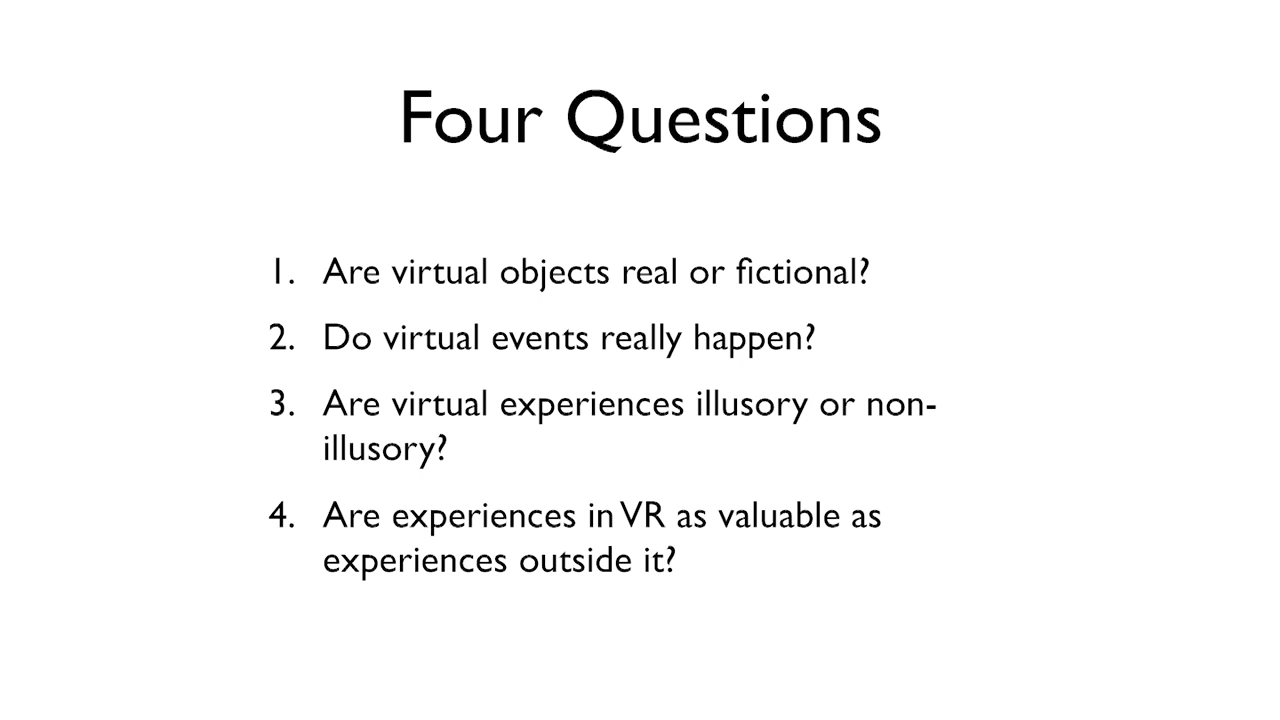 Four Questions
1. Are virtual objects real or fictional?
2. Do virtual events really happen?
3. Are virtual experiences illusory or non-
illusory?
4. Are experiences in VR as valuable as
experiences outside it?